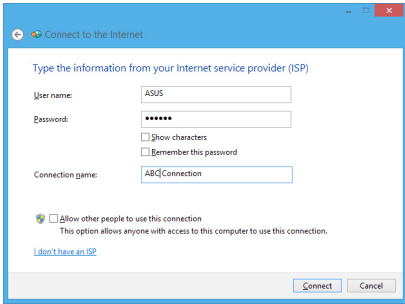 Connect to the Internet
Type the information from your Internet service provider (ISP)
User name:
ASUS
Password:
••••••
Show characters
Remember this password
Connection name:
ABC Connection
Allow other people to use this connection
This option allows anyone with access to this computer to use this connection.
I don't have an ISP
Connect
Cancel